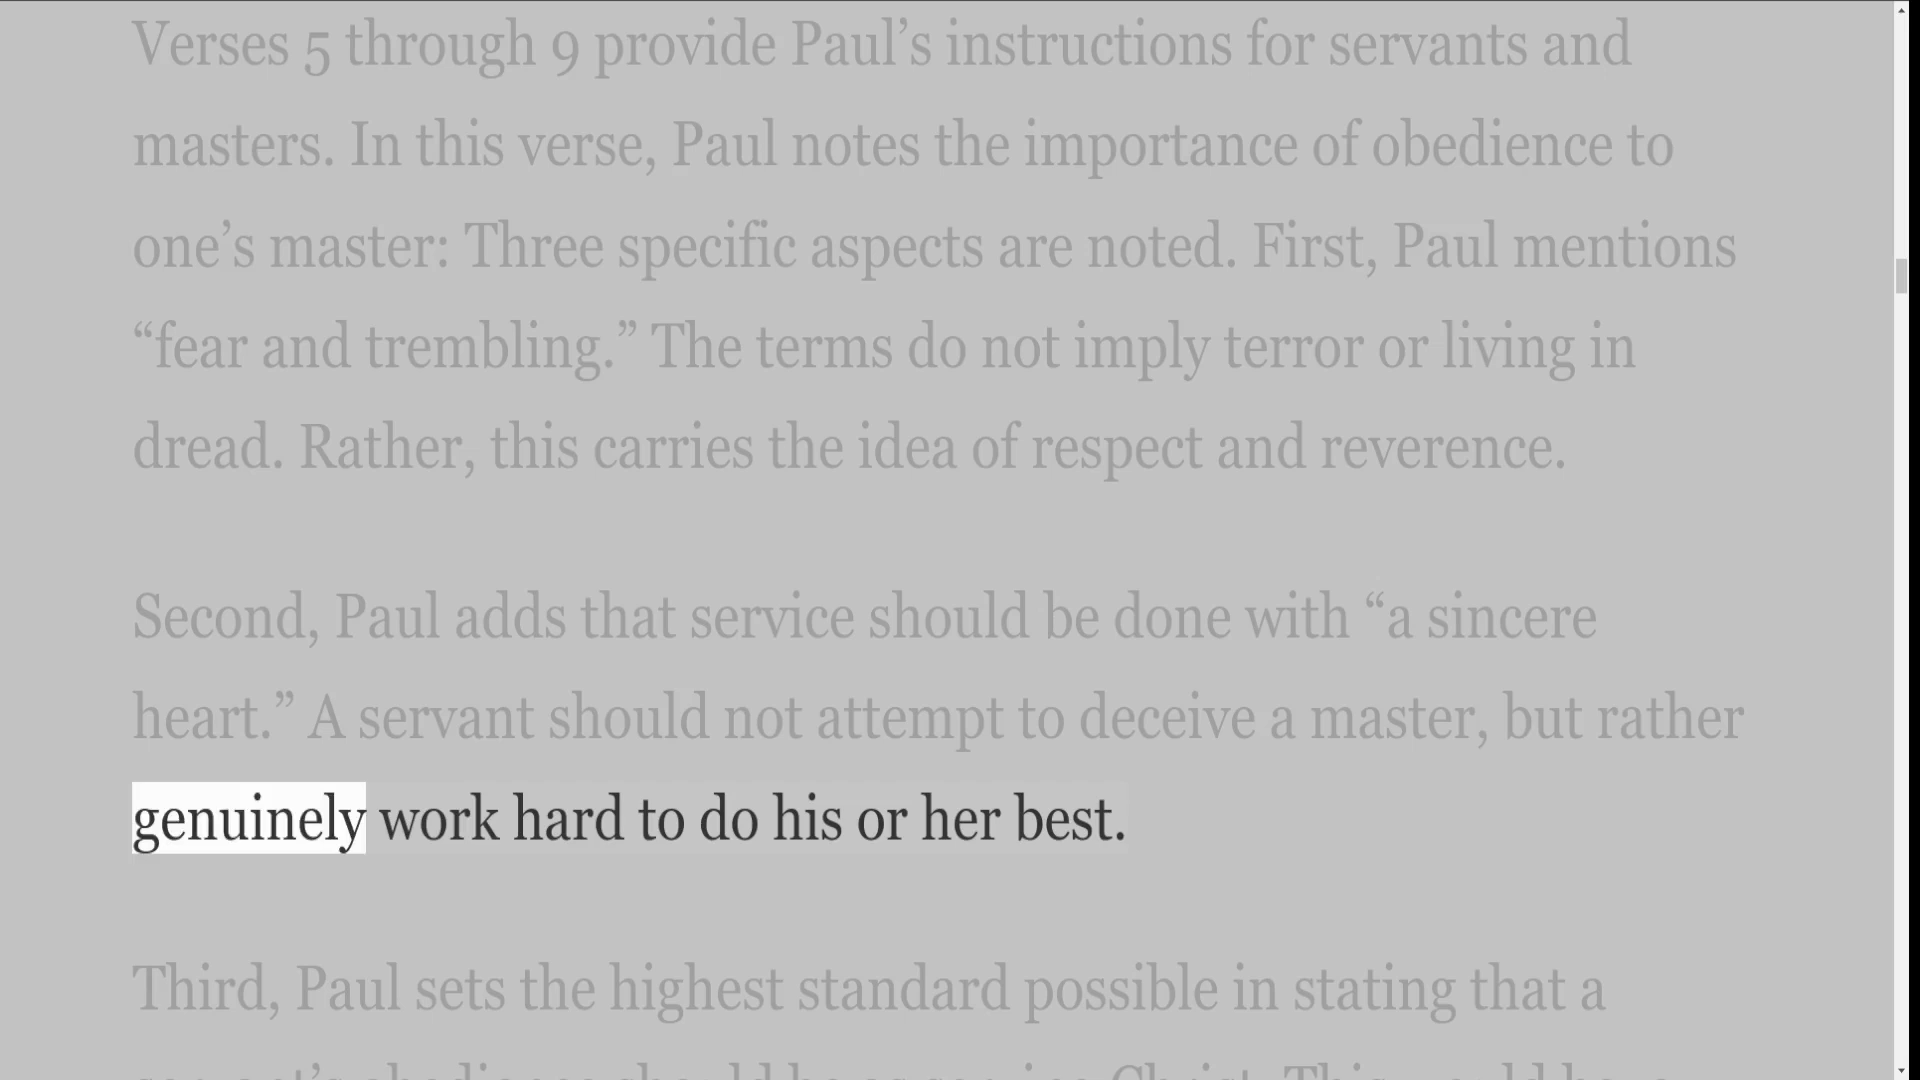 Verses 5 through 9 provide Paul’s instructions for servants and
masters. In this verse, Paul notes the importance of obedience to
one’s master: Three specific aspects are noted. First, Paul mentions
“fear and trembling.” The terms do not imply terror or living in
dread. Rather, this carries the idea of respect and reverence.
Second, Paul adds that service should be done with “a sincere
heart.” A servant should not attempt to deceive a master, but rather
genuinely work hard to do his or her best.
Third, Paul sets the highest standard possible in stating that a